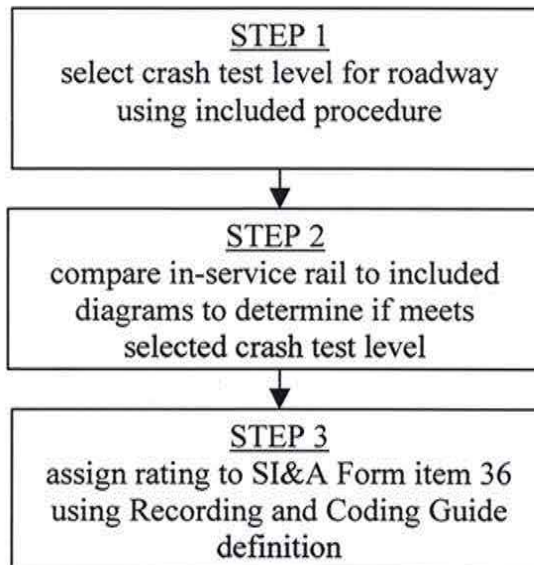 STEP 1
select crash test level for roadway
using included procedure
STEP 2
compare in-service rail to included
diagrams to determine if meets
selected crash test level
STEP 3
assign rating to SI&A Form item 36
using Recording and Coding Guide
definition